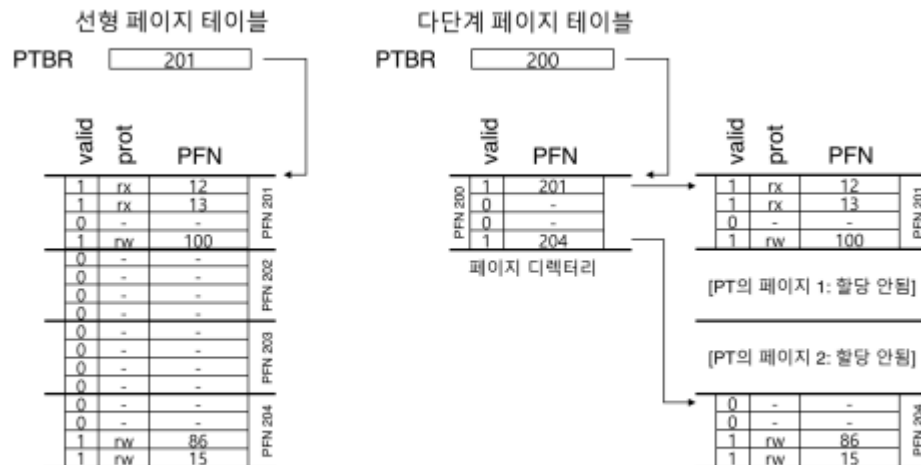 선형 페이지 테이블
PTBR 201
valid prot PFN
1 rx 12
1 rx 13
0 - -
1 rw 100
PFN 201
0 - -
0 - -
0 - -
0 - -
PFN 202
0 - -
0 - -
0 - -
0 - -
PFN 203
0 - -
0 - -
1 rw 86
1 rw 15
PFN 204
다단계 페이지 테이블
PTBR 200
valid PFN
PFN 200
1 201
0 -
0 -
1 204
페이지 디렉터리
valid prot PFN
1 rx 12
1 rx 13
0 - -
1 rw 100
PFN 201
[PT의 페이지 1: 할당 안됨]
[PT의 페이지 2: 할당 안됨]
0 - -
0 - -
1 rw 86
1 rw 15
PFN 204